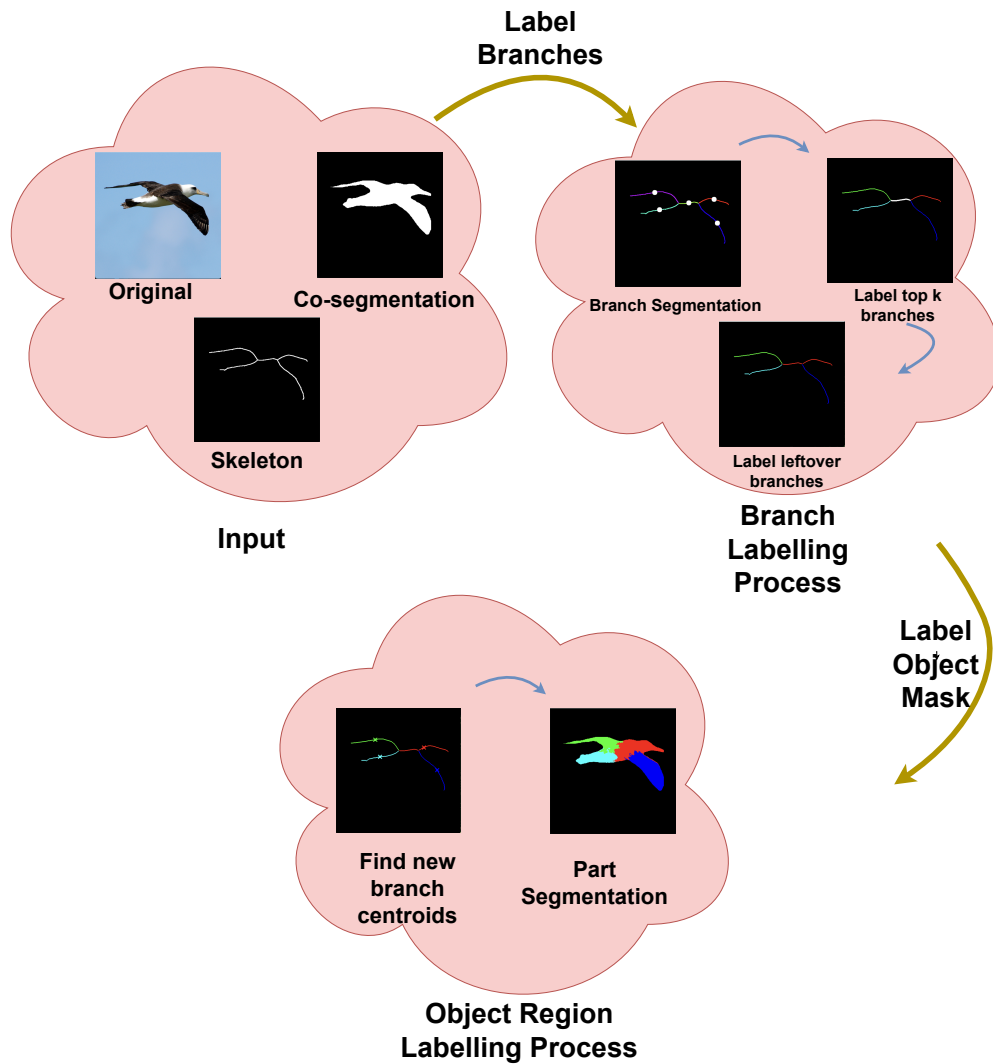 Label
Branches
Original
Co-segmentation
Skeleton
Input
Branch Segmentation
Label top k
branches
Label leftover
branches
Branch
Labelling
Process
Label
Object
Mask
Find new
branch
centroids
Part
Segmentation
Object Region
Labelling Process